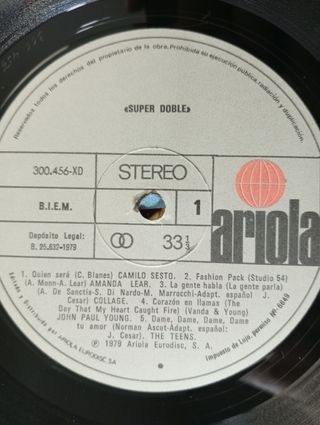 Reservados todos los derechos del propietario de la obra. Prohibida su ejecución pública, radiación y duplicación.
«SUPER DOBLE»
300.456-XD
STEREO
B.I.E.M.
1
ariola
Depósito Legal:
B. 25.632-1979
33 1/3
1. Quien será (C. Blanes) CAMILO SESTO. 2. Fashion Pack (Studio 54)
(A. Monn-A. Lear) AMANDA LEAR. 3. La gente habla (La gente parla)
(A. De Sanctis-S. Di Nardo-M. Marrocchi-Adapt. español) J.
Cesar) COLLAGE. 4. Corazón en llamas (The
Day That My Heart Caught Fire) (Vanda & Young)
JOHN PAUL YOUNG. 5. Dame, Dame, Dame, Dame
tu amor (Norman Ascot-Adapt. español:
J. Cesar). THE TEENS.
℗ 1979 Ariola Eurodisc, S.A.
Editado y Distribuido por ARIOLA EURODISC, S.A.
Impuesto de Lujo, permiso Nº 6649